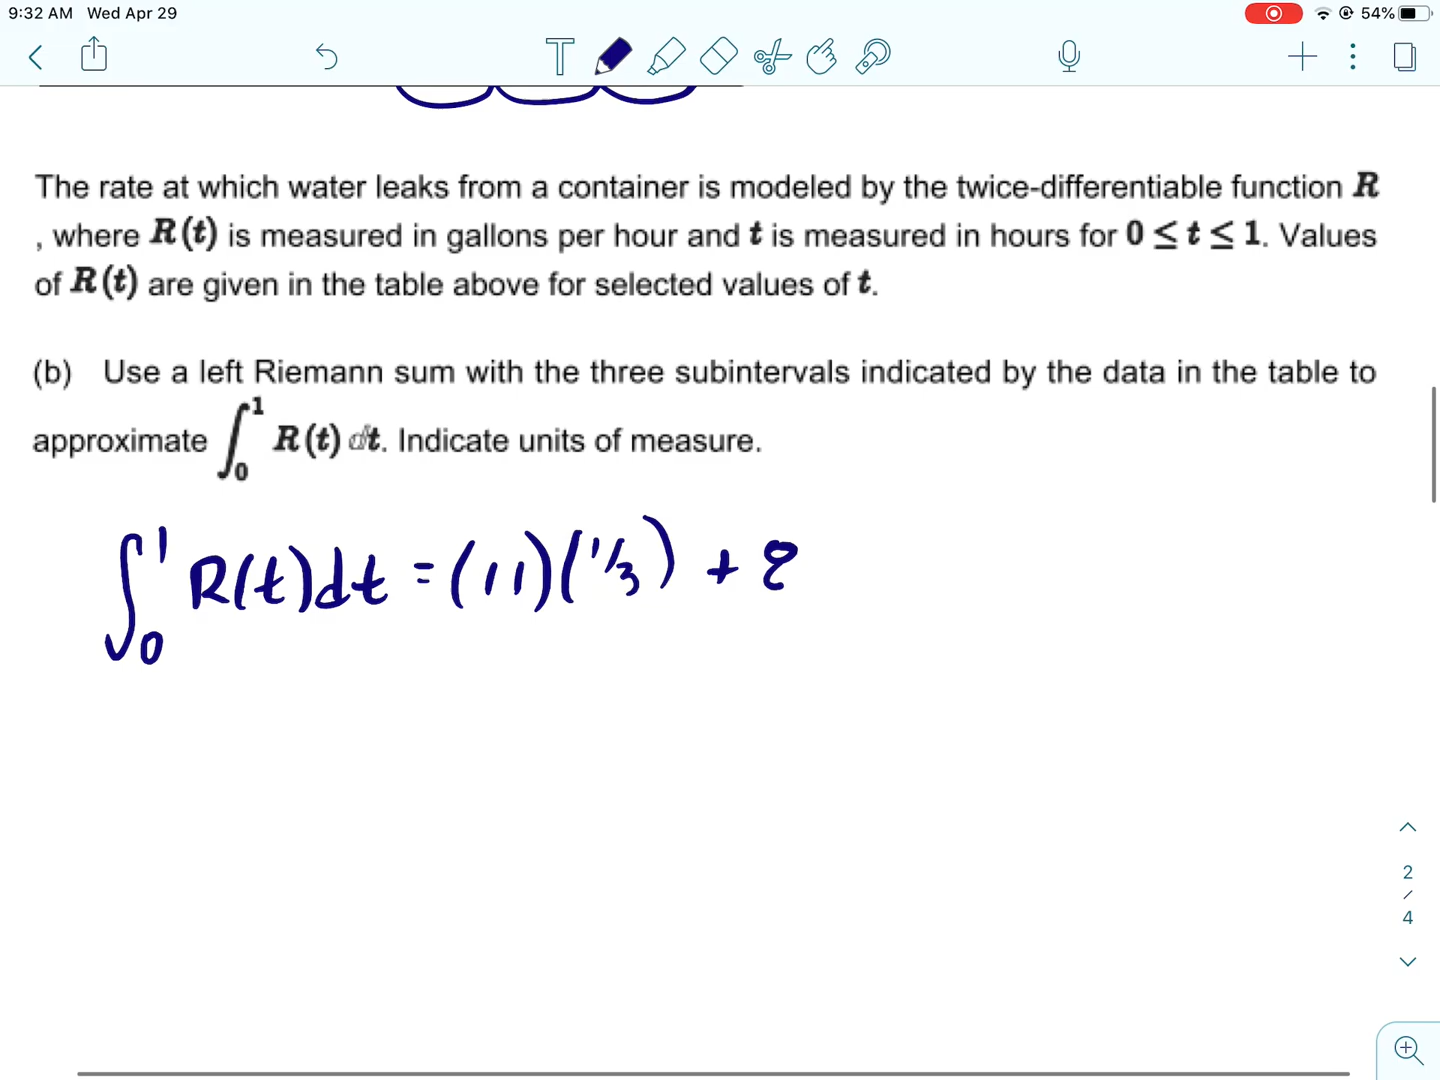 9:32 AM Wed Apr 29 54%
T
The rate at which water leaks from a container is modeled by the twice-differentiable function R
, where R(t) is measured in gallons per hour and t is measured in hours for 0 ≤ t ≤ 1. Values
of R(t) are given in the table above for selected values of t.
(b) Use a left Riemann sum with the three subintervals indicated by the data in the table to
approximate ∫₀¹ R(t) dt. Indicate units of measure.
∫₀¹ R(t)dt = (11)(1/3) + 8
2
/
4